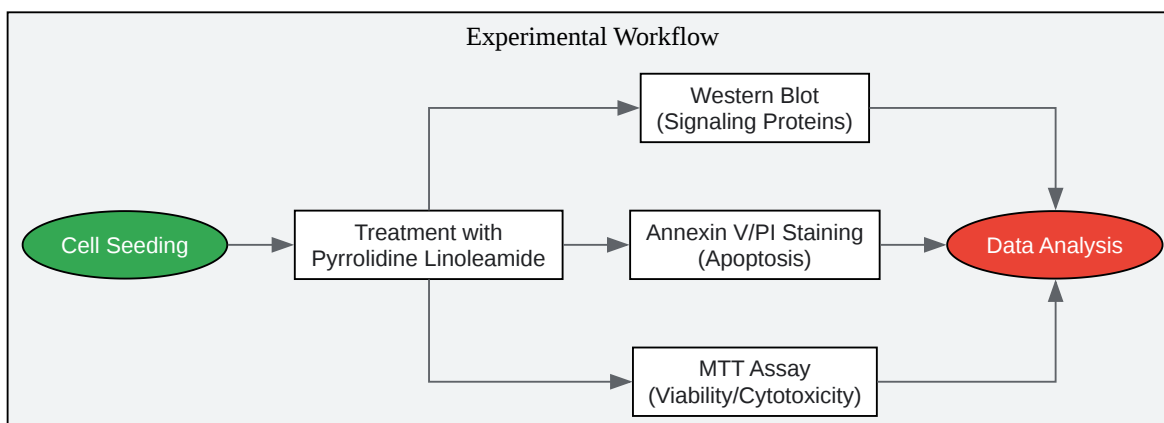 Experimental Workflow
Western Blot
(Signaling Proteins)
Cell Seeding
Treatment with
Pyrrolidine Linoleamide
Annexin V/PI Staining
(Apoptosis)
Data Analysis
MTT Assay
(Viability/Cytotoxicity)